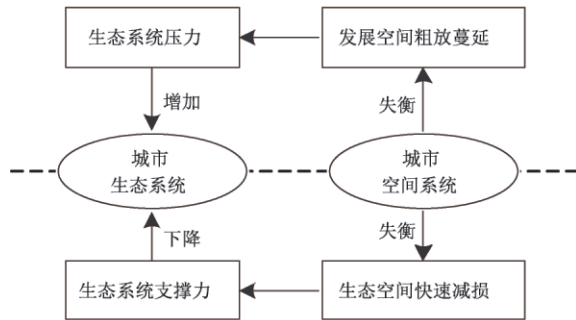 生态系统压力
发展空间粗放蔓延
增加
失衡
城市
生态系统
城市
空间系统
下降
失衡
生态系统支撑力
生态空间快速减损